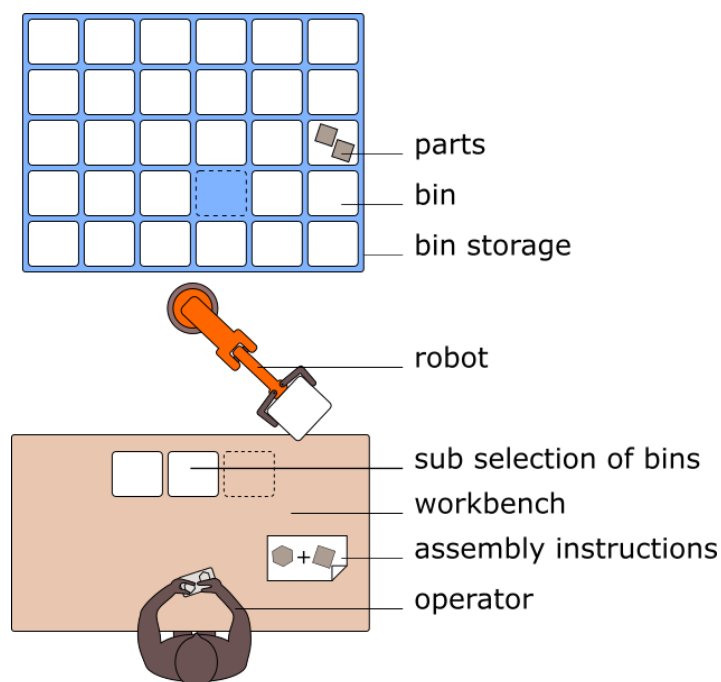 parts
bin
bin storage
robot
sub selection of bins
workbench
assembly instructions
+
operator